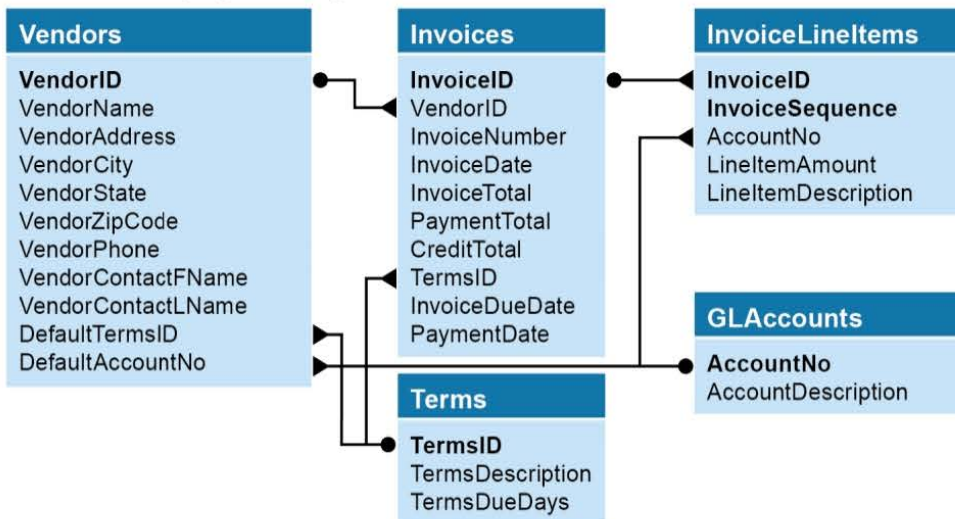 Vendors
VendorID
VendorName
VendorAddress
VendorCity
VendorState
VendorZipCode
VendorPhone
VendorContactFName
VendorContactLName
DefaultTermsID
DefaultAccountNo
Invoices
InvoiceID
VendorID
InvoiceNumber
InvoiceDate
InvoiceTotal
PaymentTotal
CreditTotal
TermsID
InvoiceDueDate
PaymentDate
Terms
TermsID
TermsDescription
TermsDueDays
InvoiceLineItems
InvoiceID
InvoiceSequence
AccountNo
LineItemAmount
LineItemDescription
GLAccounts
AccountNo
AccountDescription